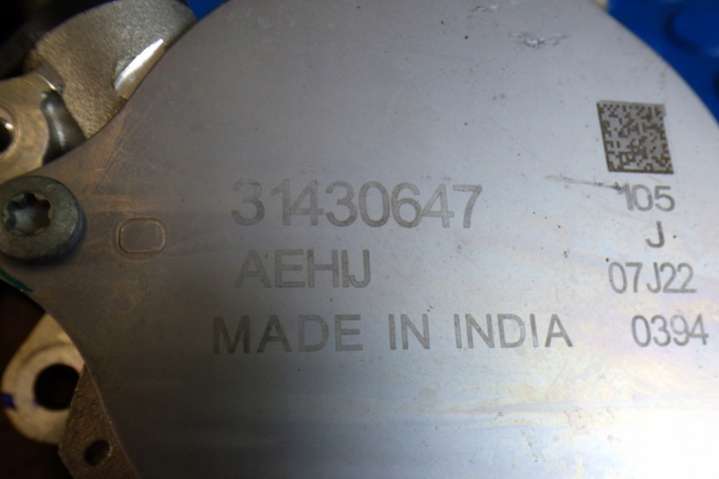 31430647
AEHIJ
MADE IN INDIA
105
J
07J22
0394